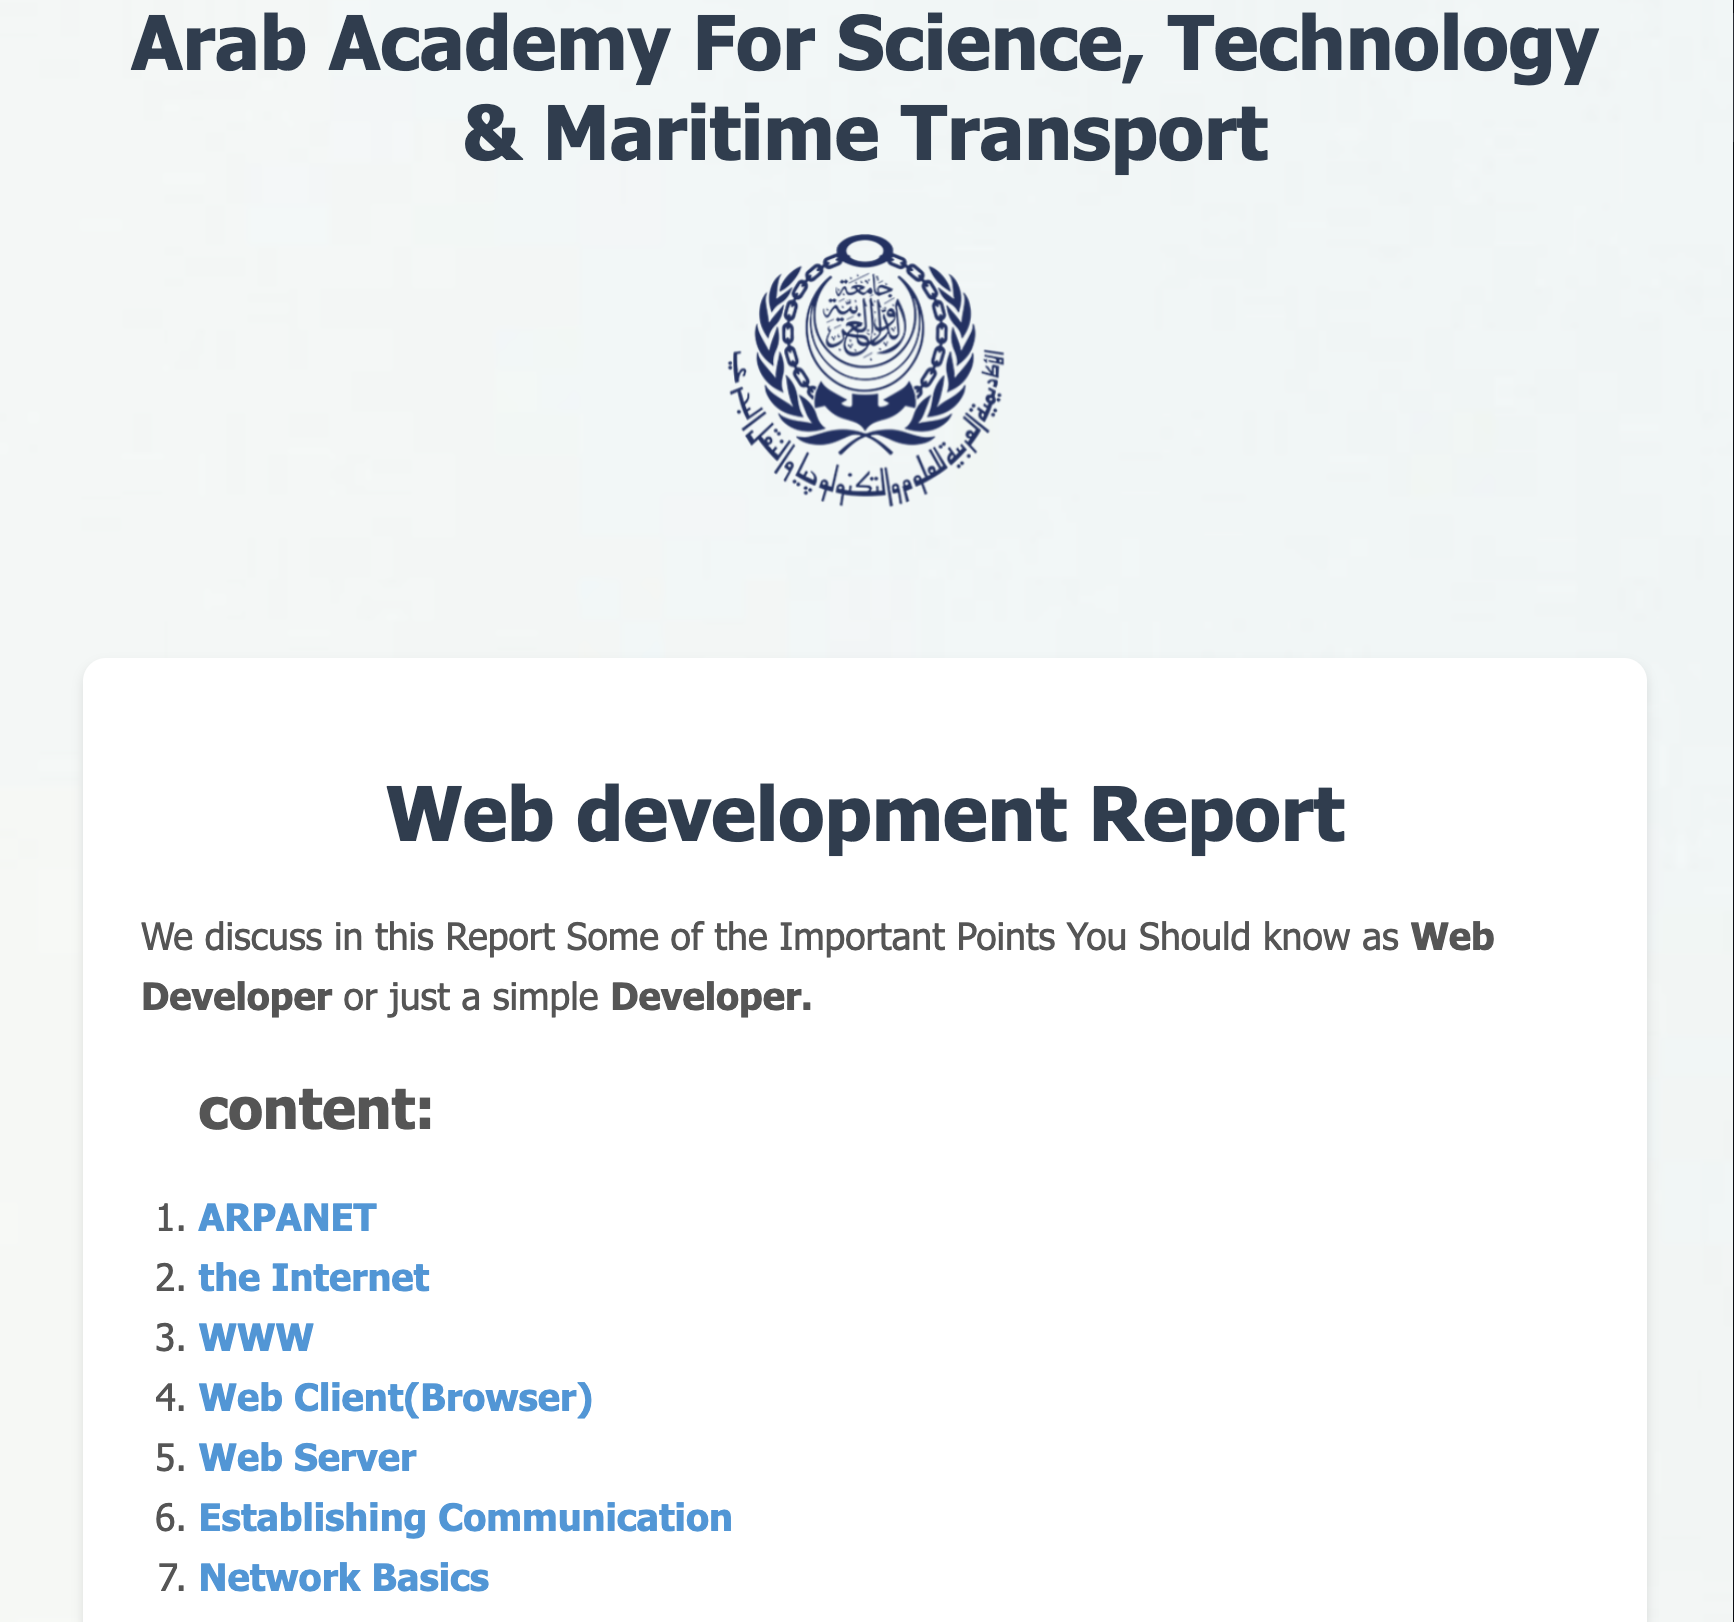 Arab Academy For Science, Technology
& Maritime Transport
جامعة
الدول العربية
الأكاديمية العربية للعلوم والتكنولوجيا والنقل البحري
Web development Report
We discuss in this Report Some of the Important Points You Should know as Web
Developer or just a simple Developer.
content:
1. ARPANET
2. the Internet
3. WWW
4. Web Client(Browser)
5. Web Server
6. Establishing Communication
7. Network Basics